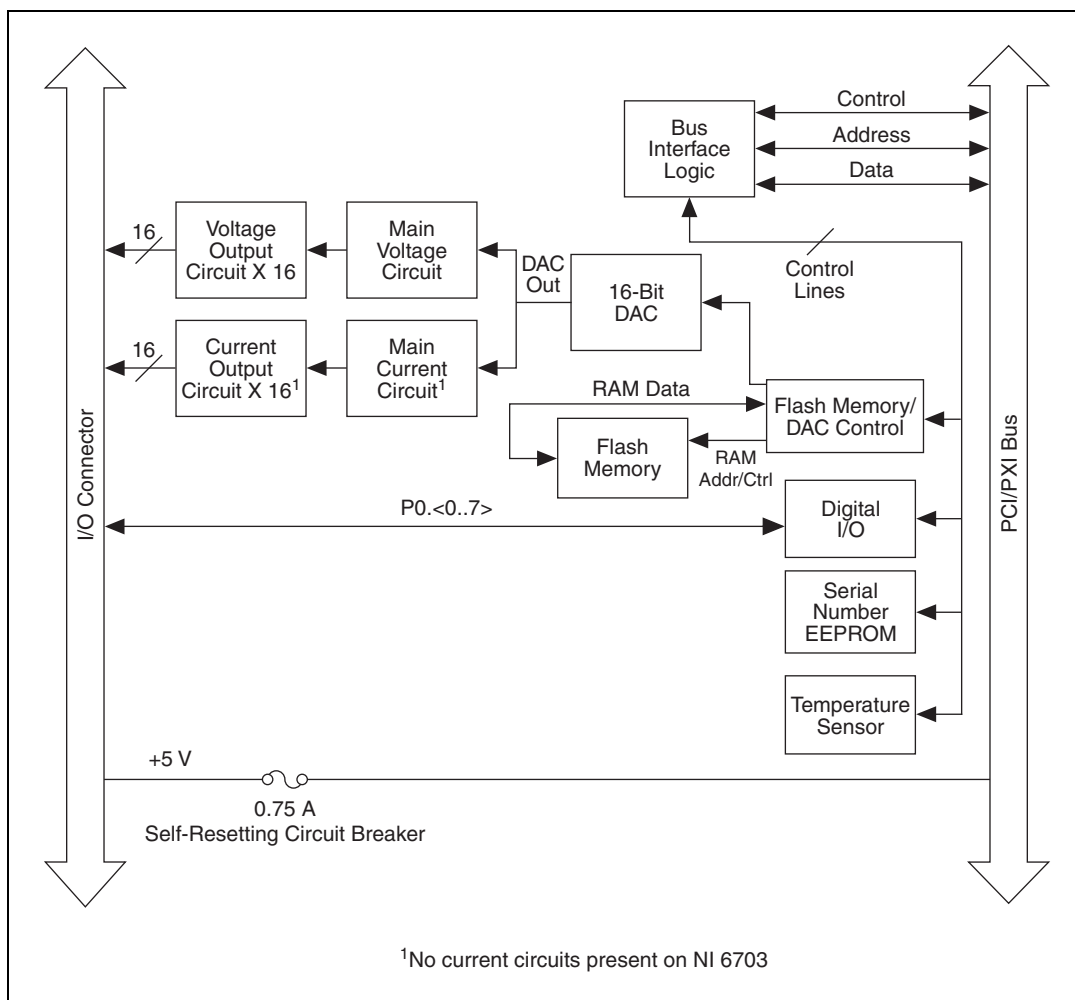 Control
Bus
Interface
Logic
Address
Data
16
Voltage
Output
Circuit X 16
Main
Voltage
Circuit
DAC
Out
16-Bit
DAC
Control
Lines
16
Current
Output
Circuit X 16¹
Main
Current
Circuit¹
RAM Data
Flash Memory/
DAC Control
Flash
Memory
RAM
Addr/Ctrl
I/O Connector
PCI/PXI Bus
P0.<0..7>
Digital
I/O
Serial
Number
EEPROM
Temperature
Sensor
+5 V
0.75 A
Self-Resetting Circuit Breaker
¹No current circuits present on NI 6703